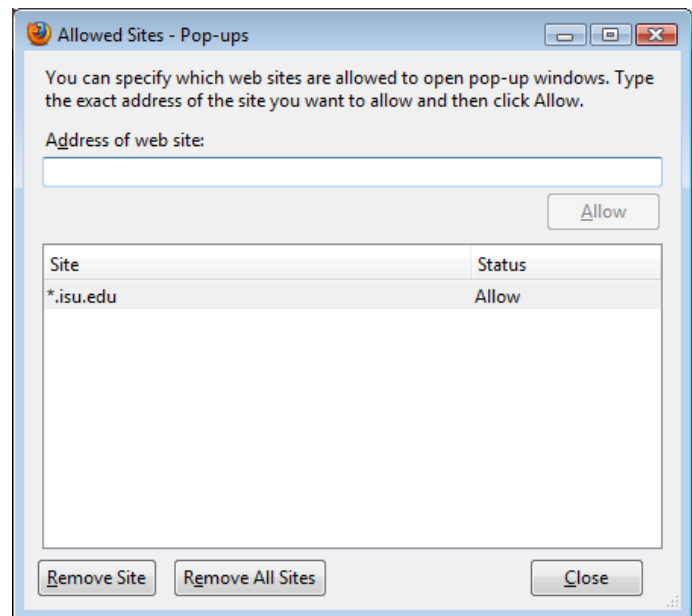 Allowed Sites - Pop-ups
You can specify which web sites are allowed to open pop-up windows. Type
the exact address of the site you want to allow and then click Allow.
Address of web site:
Allow
Site Status
*.isu.edu Allow
Remove Site Remove All Sites Close